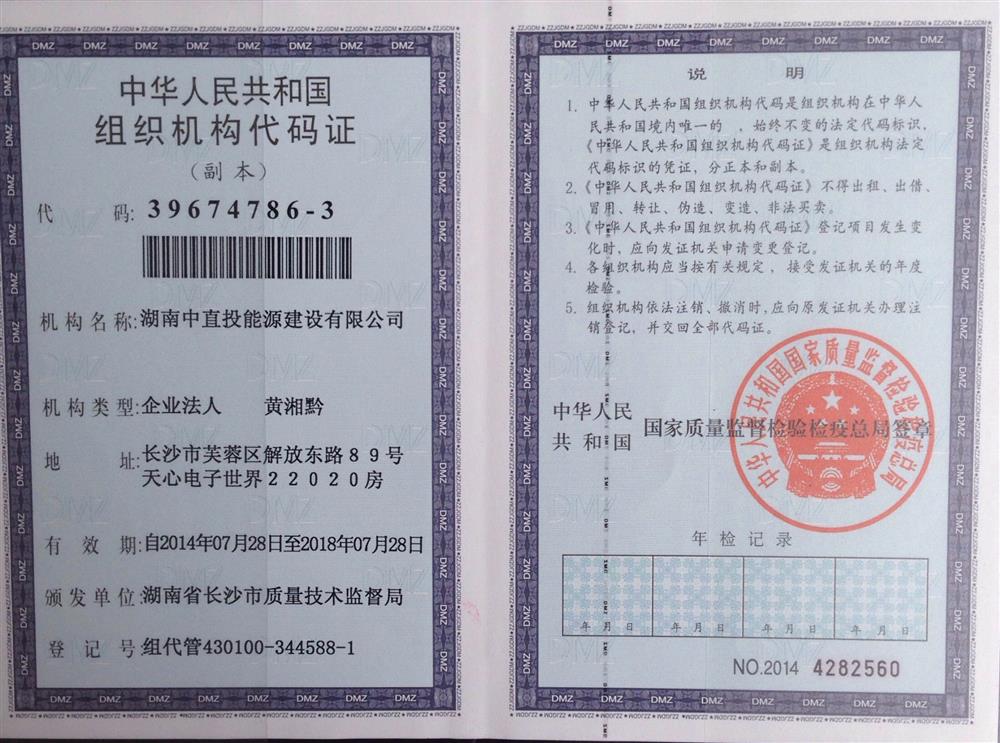 中华人民共和国
组织机构代码证
（副本）
代 码: 39674786-3
机构名称:湖南中直投能源建设有限公司
机构类型:企业法人 黄湘黔
地 址:长沙市芙蓉区解放东路89号
天心电子世界22020房
有 效 期:自2014年07月28日至2018年07月28日
颁发单位:湖南省长沙市质量技术监督局
登 记 号:组代管430100-344588-1
说 明
1. 中华人民共和国组织机构代码是组织机构在中华人
民共和国境内唯一的 、始终不变的法定代码标识,
《中华人民共和国组织机构代码证》是组织机构法定
代码标识的凭证，分正本和副本。
2.《中华人民共和国组织机构代码证》不得出租、出借、
冒用、转让、伪造、变造、非法买卖。
3.《中华人民共和国组织机构代码证》登记项目发生变
化时，应向发证机关申请变更登记。
4. 各组织机构应当按有关规定，接受发证机关的年度
检验。
5. 组织机构依法注销、撤消时，应向原发证机关办理注
销登记，并交回全部代码证。
中华人民
共和国
国家质量监督检验检疫总局签章
中华人民共和国国家质量监督检验检疫总局
年检记录
年 月 日 年 月 日 年 月 日 年 月 日
NO.2014 4282560